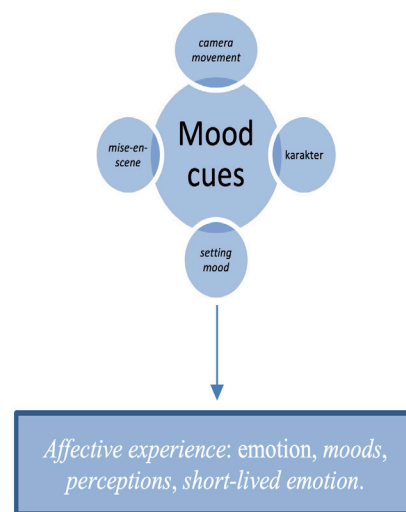 camera
movement
Mood
cues
mise-en-
scene
karakter
setting
mood
Affective experience: emotion, moods,
perceptions, short-lived emotion.